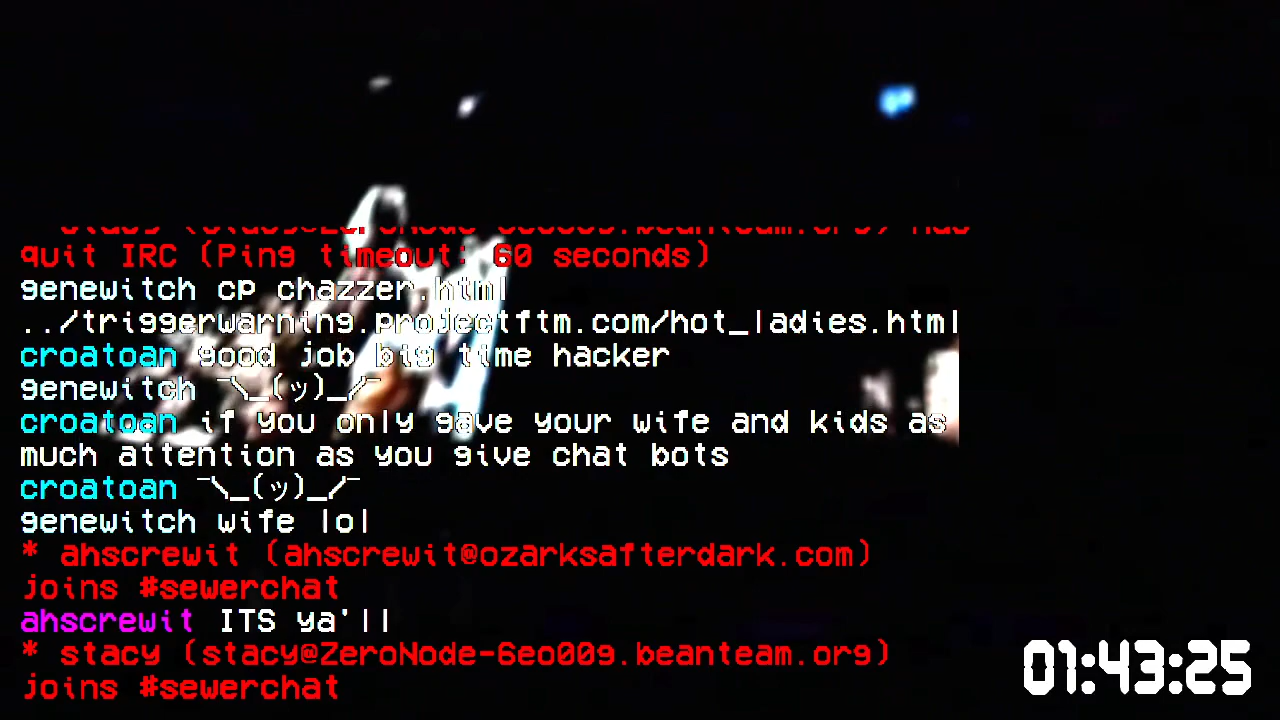 quit IRC (Ping timeout: 60 seconds)
genewitch cp chazzer.html
../triggerwarning.projectftm.com/hot_ladies.html
croatoan good job big time hacker
genewitch ¯\_(ツ)_/¯
croatoan if you only gave your wife and kids as
much attention as you give chat bots
croatoan ¯\_(ツ)_/¯
genewitch wife lol
* ahscrewit (ahscrewit@ozarksafterdark.com)
joins #sewerchat
ahscrewit ITS ya'll
* stacy (stacy@ZeroNode-6eo009.beanteam.org)
joins #sewerchat
01:43:25